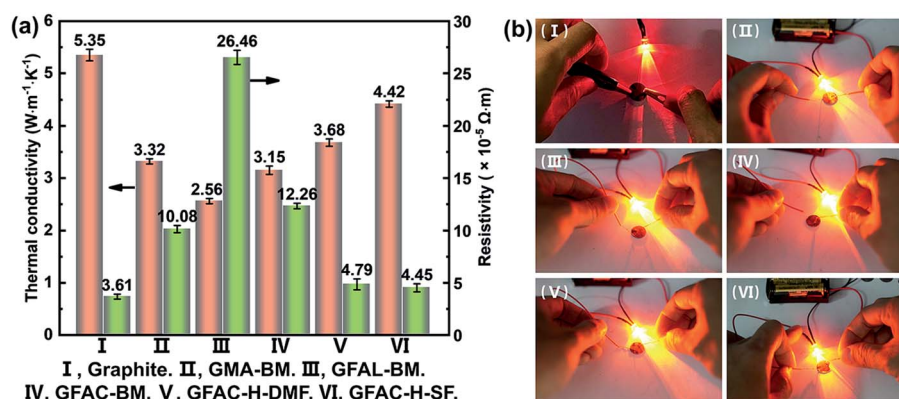 (a)
Thermal conductivity (W·m⁻¹·K⁻¹)
6
5
4
3
2
1
0
5.35
3.61
3.32
10.08
2.56
26.46
3.15
12.26
3.68
4.79
4.42
4.45
30
25
20
15
10
5
0
Resistivity ( × 10⁻⁵ Ω·m)
I II III IV V VI
I , Graphite. II, GMA-BM. III, GFAL-BM.
IV. GFAC-BM. V , GFAC-H-DMF. VI. GFAC-H-SF.
(b)
( I )
(II)
(III)
(IV)
( V )
(VI)